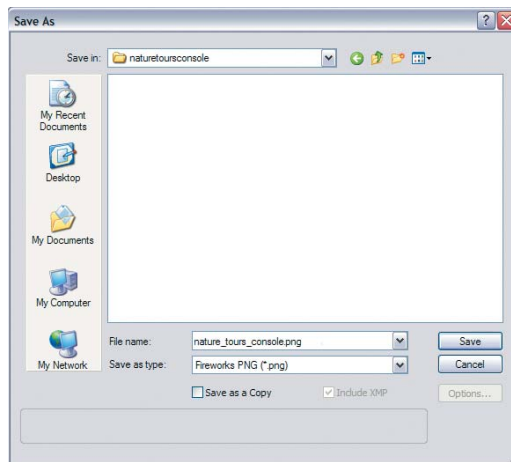 Save As
Save in:
naturetoursconsole
My Recent
Documents
Desktop
My Documents
My Computer
My Network
File name:
nature_tours_console.png
Save
Save as type:
Fireworks PNG (*.png)
Cancel
Save as a Copy
Include XMP
Options...